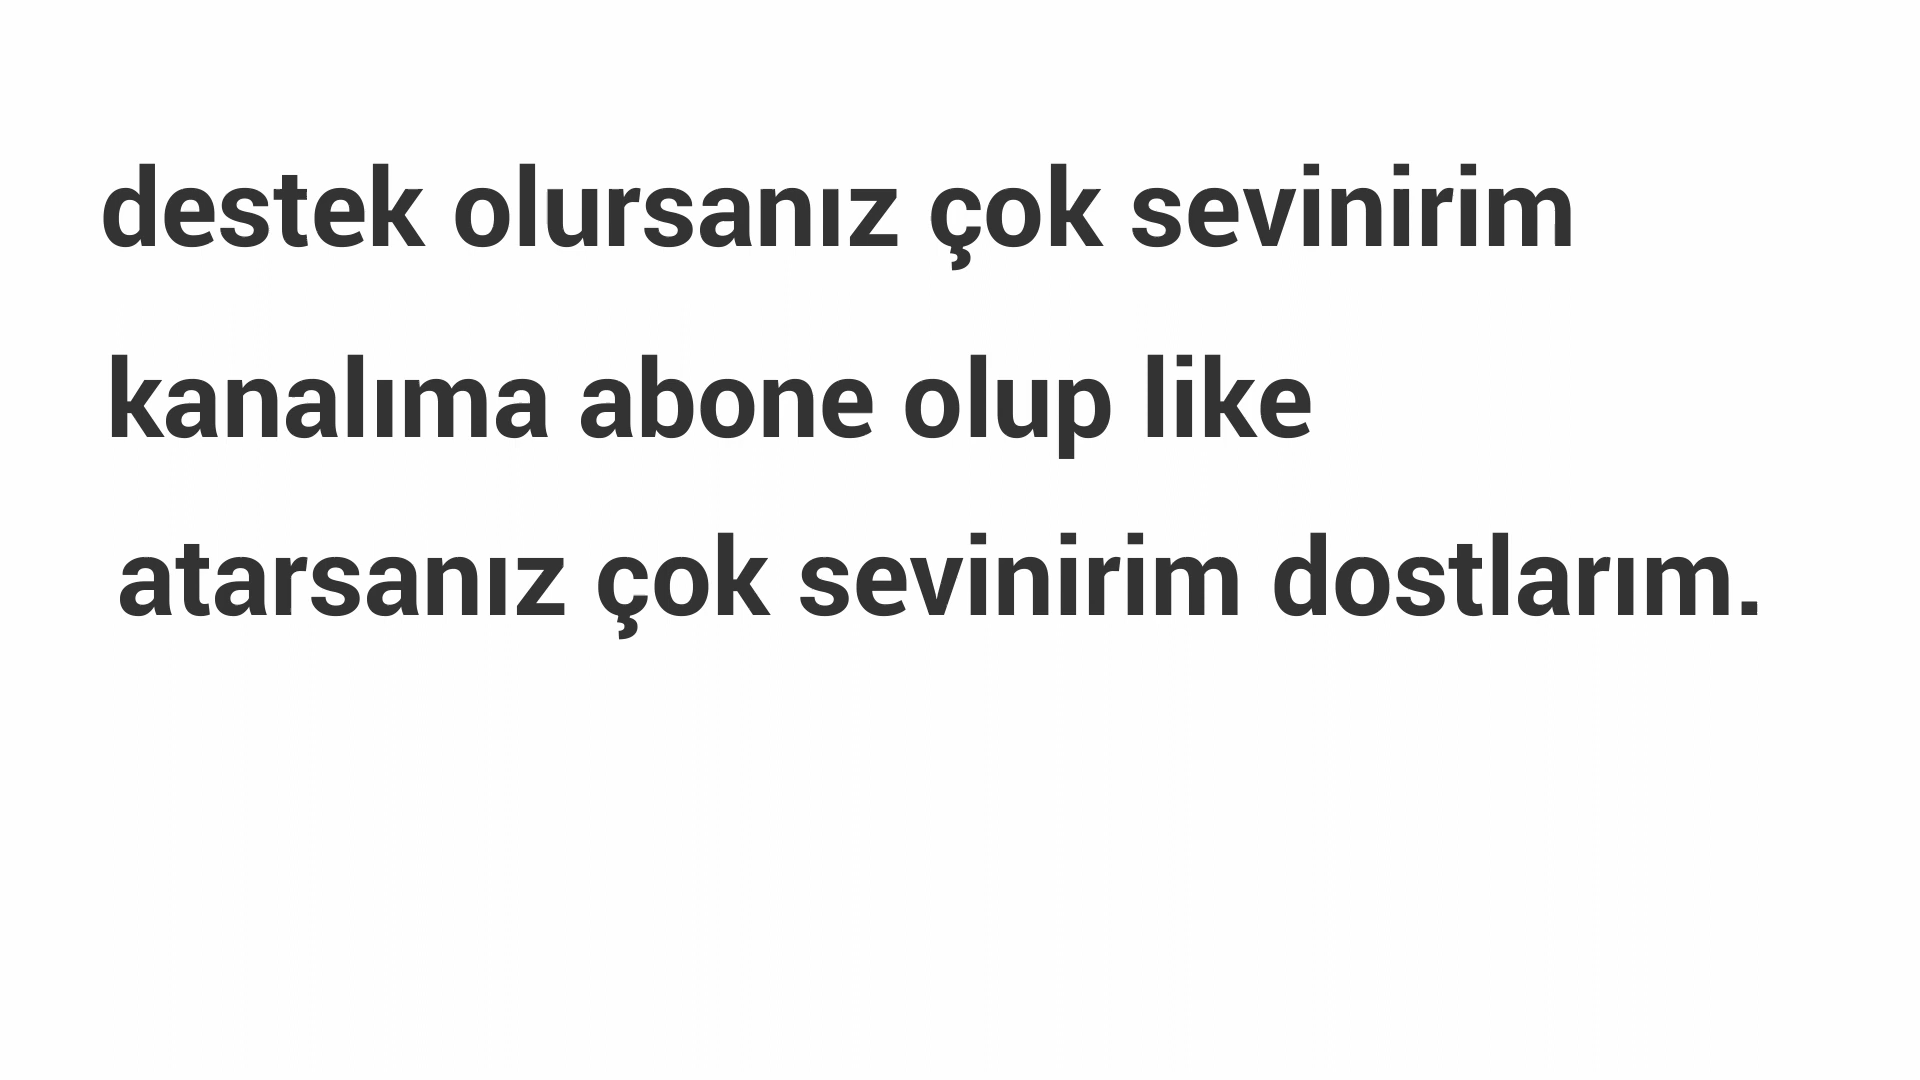 destek olursanız çok sevinirim
kanalıma abone olup like
atarsanız çok sevinirim dostlarım.